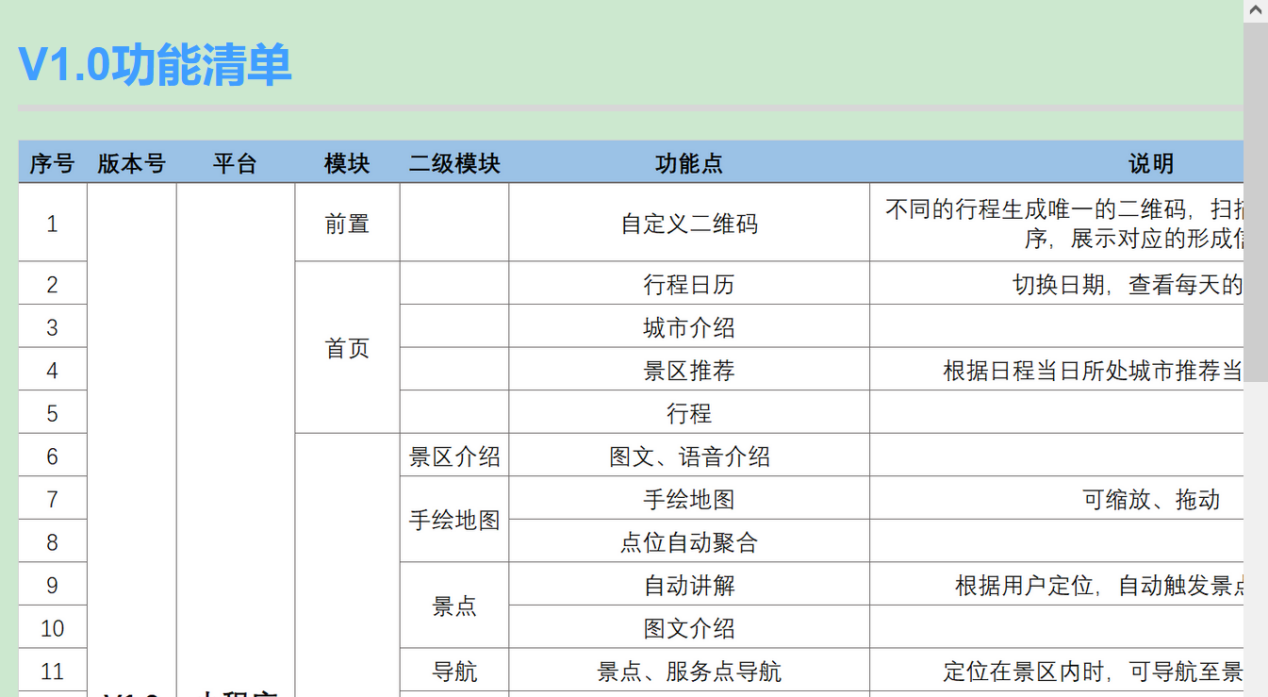 V1.0功能清单
序号 版本号 平台 模块 二级模块 功能点 说明
1 前置 自定义二维码 不同的行程生成唯一的二维码，扫
序，展示对应的形成
2 行程日历 切换日期，查看每天的
3 城市介绍
首页
4 景区推荐 根据日程当日所处城市推荐当
5 行程
6 景区介绍 图文、语音介绍
7 手绘地图 可缩放、拖动
手绘地图
8 点位自动聚合
9 自动讲解 根据用户定位，自动触发景
景点
10 图文介绍
11 导航 景点、服务点导航 定位在景区内时，可导航至景